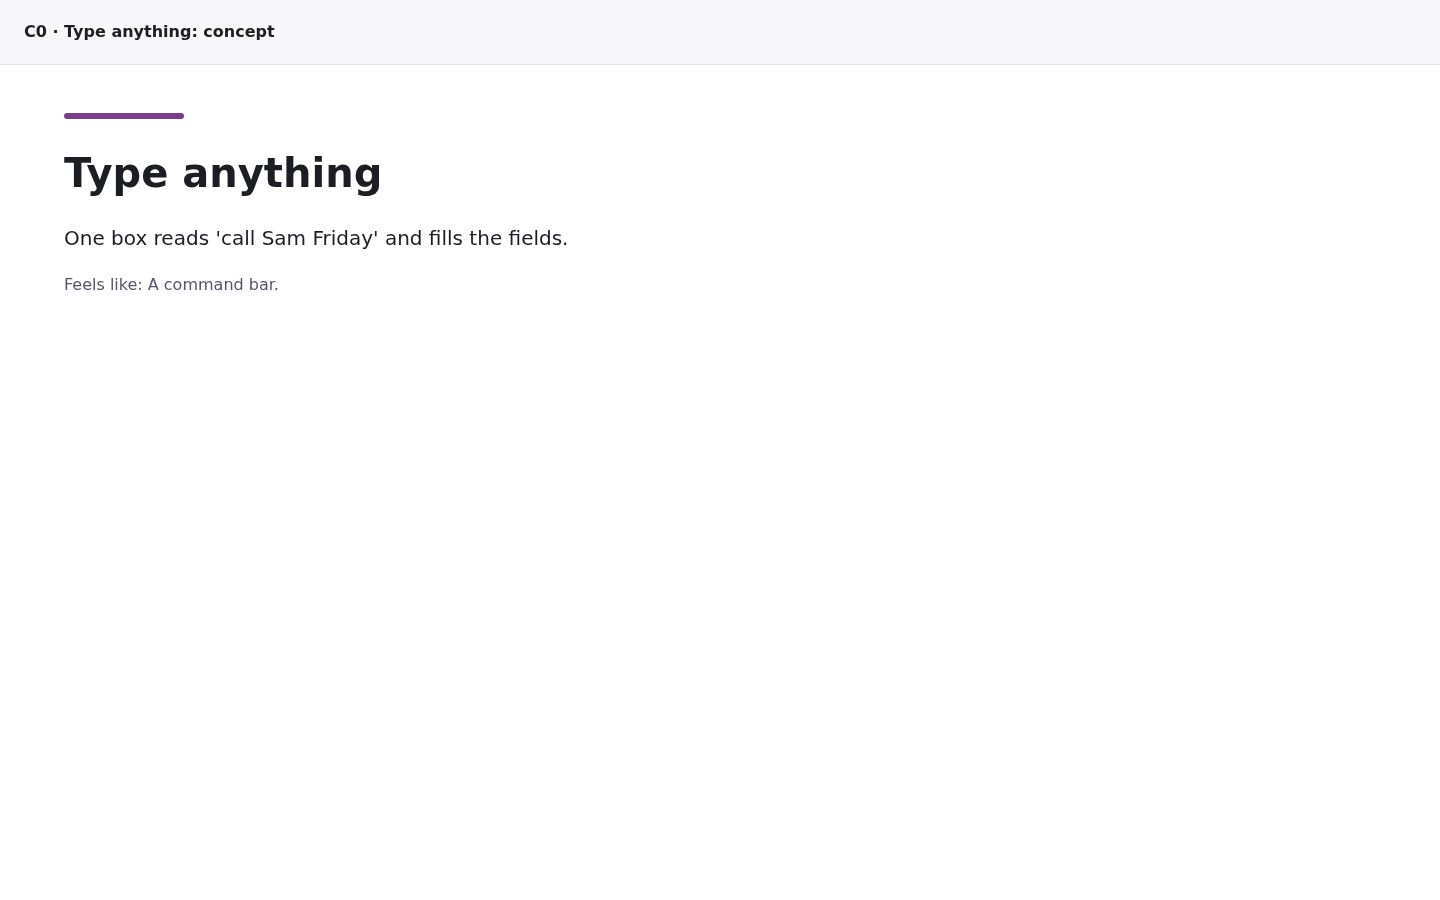 C0 · Type anything: concept
Type anything
One box reads 'call Sam Friday' and fills the fields.
Feels like: A command bar.